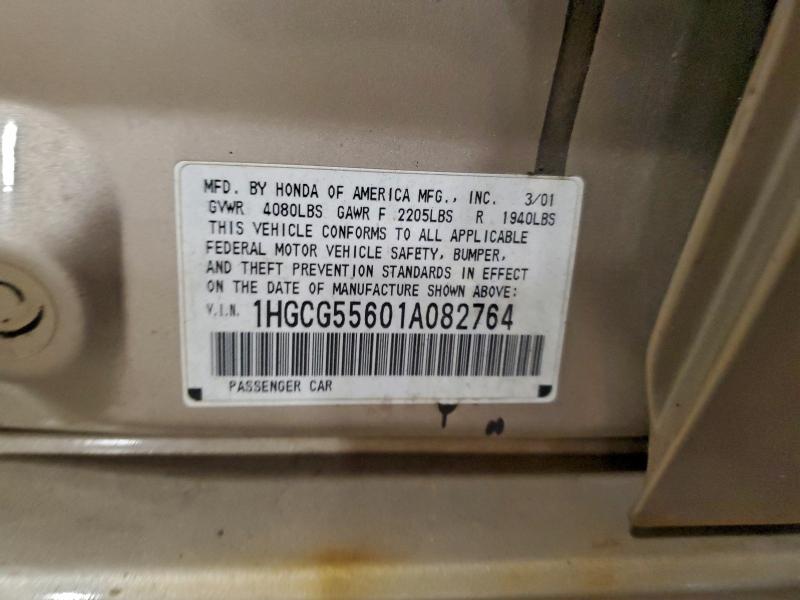 MFD. BY HONDA OF AMERICA MFG., INC. 3/01
GVWR 4080LBS GAWR F 2205LBS R 1940LBS
THIS VEHICLE CONFORMS TO ALL APPLICABLE
FEDERAL MOTOR VEHICLE SAFETY, BUMPER,
AND THEFT PREVENTION STANDARDS IN EFFECT
ON THE DATE OF MANUFACTURE SHOWN ABOVE:
V.I.N. 1HGCG55601A082764
PASSENGER CAR